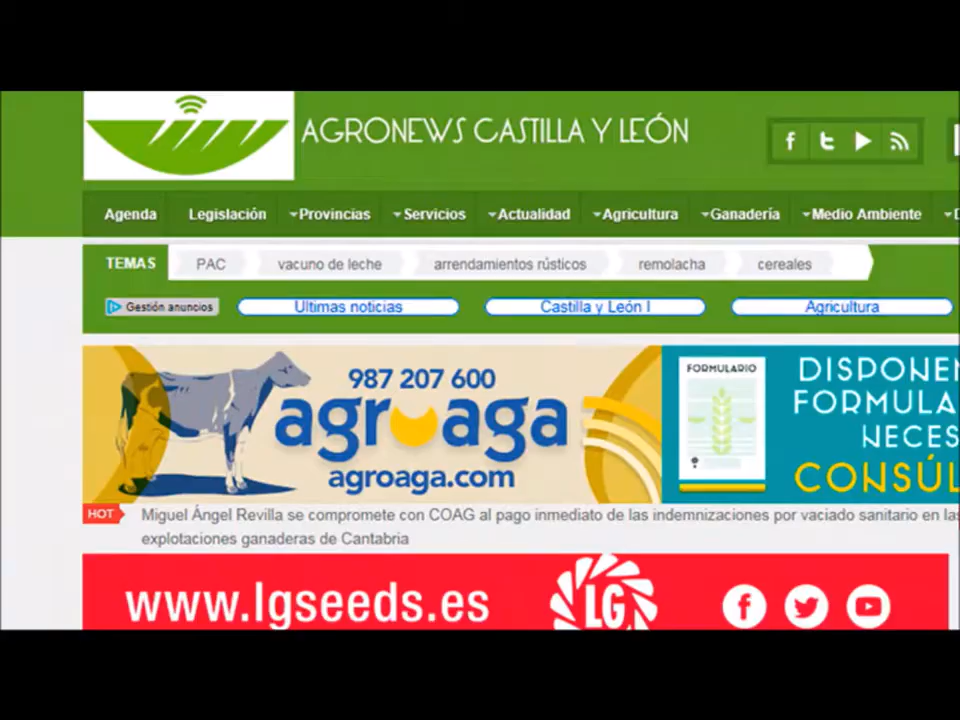 AGRONEWS CASTILLA Y LEÓN
Agenda Legislación Provincias Servicios Actualidad Agricultura Ganadería Medio Ambiente
TEMAS PAC vacuno de leche arrendamientos rústicos remolacha cereales
Gestión anuncios Ultimas noticias Castilla y León I Agricultura
987 207 600
agroaga
agroaga.com
FORMULARIO
DISPONEN
FORMULA
NECES
CONSÚL
HOT Miguel Ángel Revilla se compromete con COAG al pago inmediato de las indemnizaciones por vaciado sanitario en las
explotaciones ganaderas de Cantabria
www.lgseeds.es LG